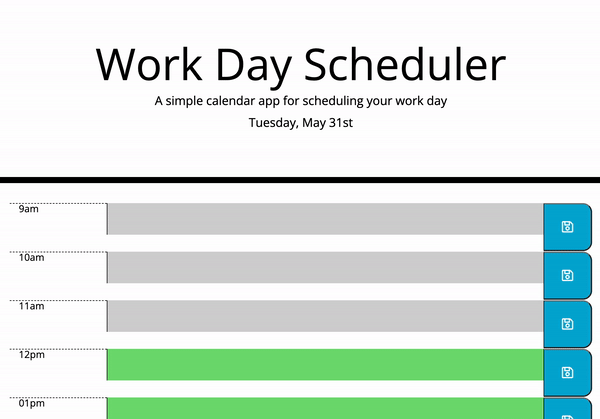 Work Day Scheduler
A simple calendar app for scheduling your work day
Tuesday, May 31st
9am
10am
11am
12pm
01pm